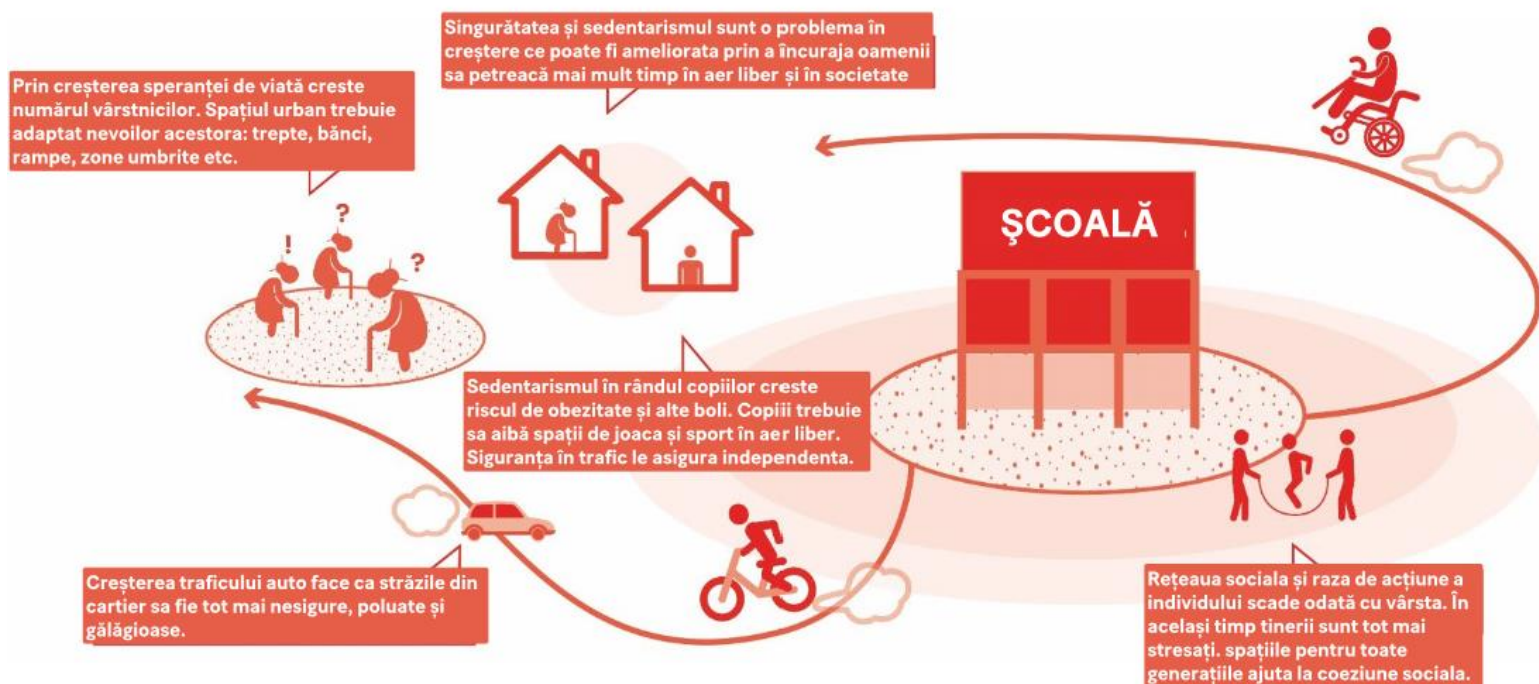 Singurătatea și sedentarismul sunt o problema în
creștere ce poate fi ameliorata prin a încuraja oamenii
sa petreacă mai mult timp în aer liber și în societate
Prin creșterea speranței de viată creste
numărul vârstnicilor. Spațiul urban trebuie
adaptat nevoilor acestora: trepte, bănci,
rampe, zone umbrite etc.
ŞCOALĂ
?
!
?
Sedentarismul în rândul copiilor creste
riscul de obezitate și alte boli. Copiii trebuie
sa aibă spații de joaca și sport în aer liber.
Siguranța în trafic le asigura independenta.
Creșterea traficului auto face ca străzile din
cartier sa fie tot mai nesigure, poluate și
gălăgioase.
Rețeaua sociala și raza de acțiune a
individului scade odată cu vârsta. În
același timp tinerii sunt tot mai
stresați. spațiile pentru toate
generațiile ajuta la coeziune sociala.